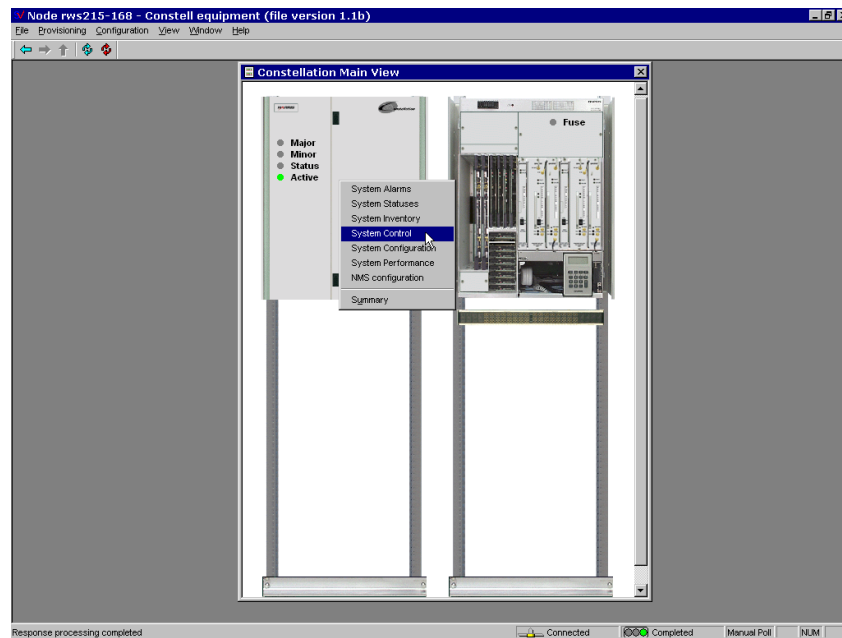 Node rws215-168 - Constell equipment (file version 1.1b)
File Provisioning Configuration View Window Help
Constellation Main View
Fuse
Major
Minor
Status
Active
System Alarms
System Statuses
System Inventory
System Control
System Configuration
System Performance
NMS configuration
Summary
Response processing completed Connected Completed Manual Poll NUM